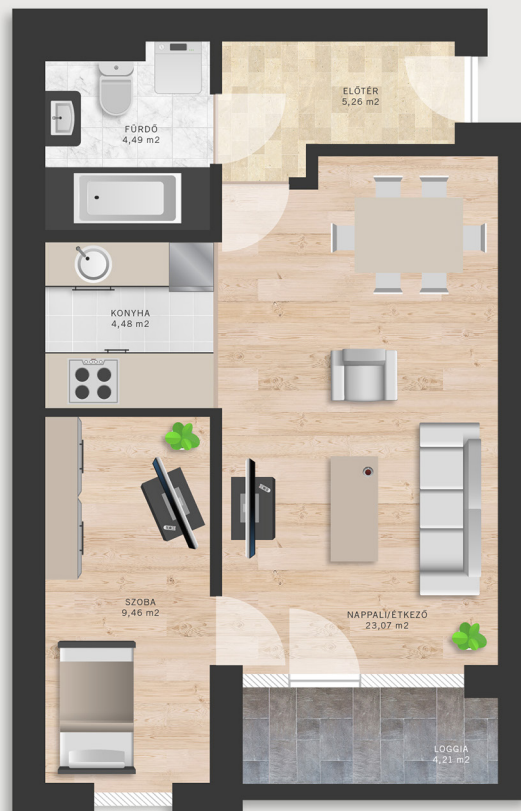 ELŐTÉR
5,26 m2
FÜRDŐ
4,49 m2
KONYHA
4,48 m2
SZOBA
9,46 m2
NAPPALI/ÉTKEZŐ
23,07 m2
LOGGIA
4,21 m2